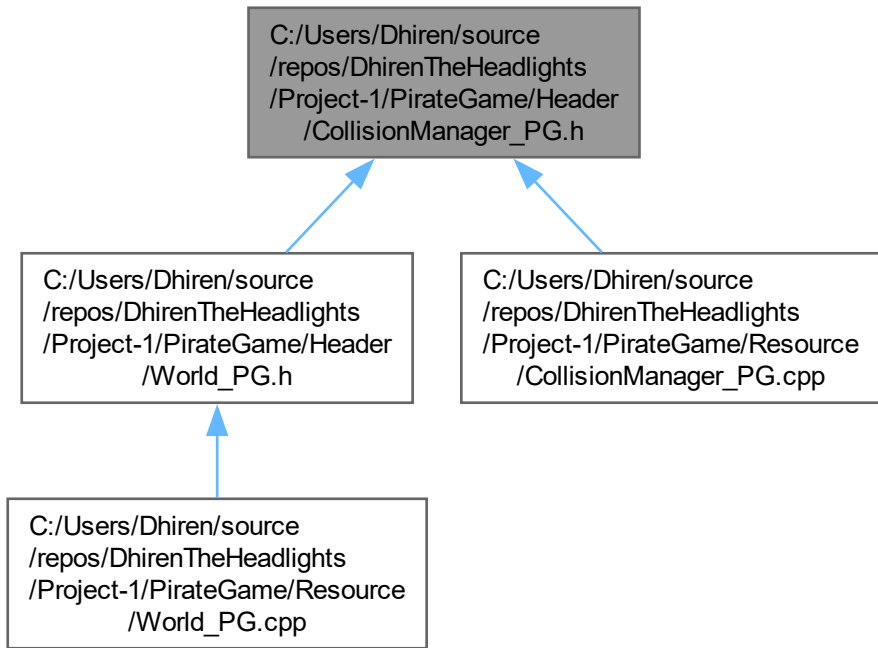 C:/Users/Dhiren/source
/repos/DhirenTheHeadlights
/Project-1/PirateGame/Header
/CollisionManager_PG.h
C:/Users/Dhiren/source
/repos/DhirenTheHeadlights
/Project-1/PirateGame/Header
/World_PG.h
C:/Users/Dhiren/source
/repos/DhirenTheHeadlights
/Project-1/PirateGame/Resource
/CollisionManager_PG.cpp
C:/Users/Dhiren/source
/repos/DhirenTheHeadlights
/Project-1/PirateGame/Resource
/World_PG.cpp